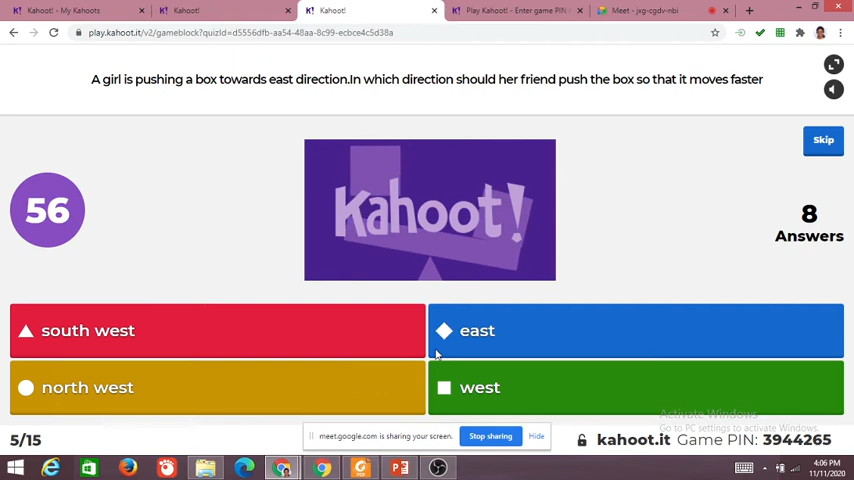 Kahoot! - My Kahoots
Kahoot!
Kahoot!
Play Kahoot! - Enter game PIN
Meet - jxg-cgdv-nbi
play.kahoot.it/v2/gameblock?quizId=d5556dfb-aa54-48aa-8c99-ecbce4c5d38a
A girl is pushing a box towards east direction.In which direction should her friend push the box so that it moves faster
Skip
56
Kahoot!
8
Answers
south west
east
north west
west
Activate Windows
Go to PC settings to activate Windows.
5/15
meet.google.com is sharing your screen.
Stop sharing
Hide
kahoot.it Game PIN: 3944265
4:06 PM
11/11/2020